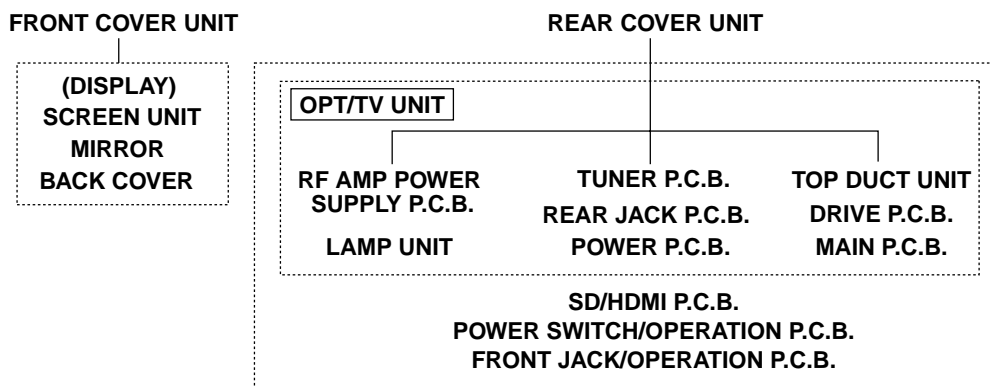 FRONT COVER UNIT
(DISPLAY)
SCREEN UNIT
MIRROR
BACK COVER
REAR COVER UNIT
OPT/TV UNIT
RF AMP POWER
SUPPLY P.C.B.
LAMP UNIT
TUNER P.C.B.
REAR JACK P.C.B.
POWER P.C.B.
TOP DUCT UNIT
DRIVE P.C.B.
MAIN P.C.B.
SD/HDMI P.C.B.
POWER SWITCH/OPERATION P.C.B.
FRONT JACK/OPERATION P.C.B.